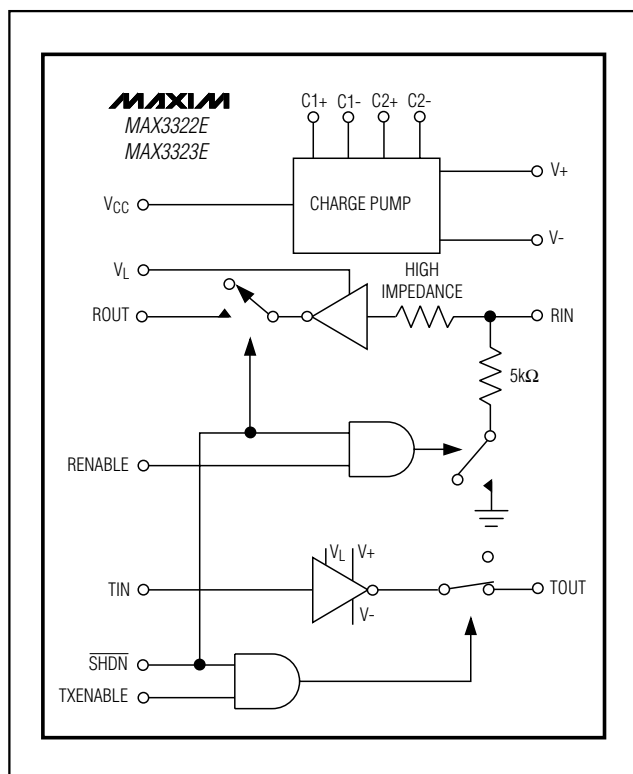 MAXIM
MAX3322E
MAX3323E
C1+ C1- C2+ C2-
VCC
CHARGE PUMP
V+
V-
VL
HIGH
IMPEDANCE
ROUT
RIN
5kΩ
RENABLE
VL V+
TIN
V-
TOUT
SHDN
TXENABLE